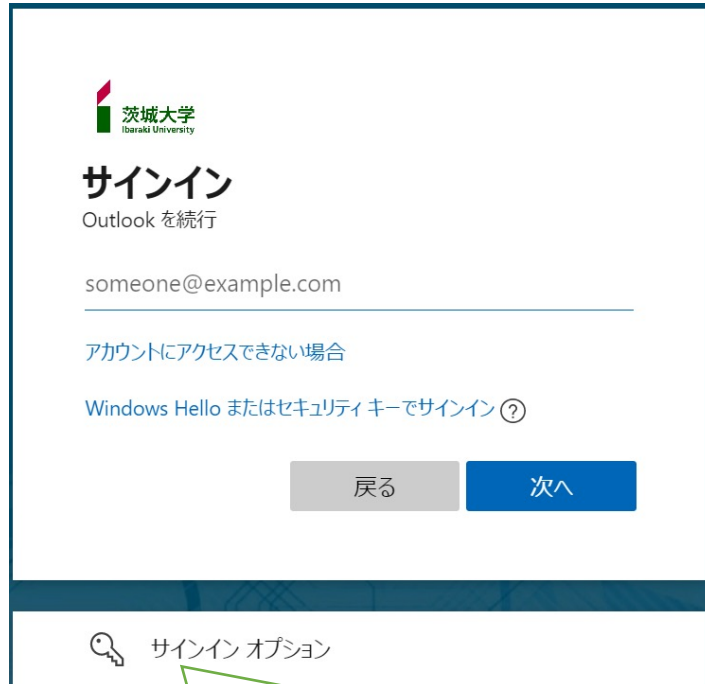 茨城大学
Ibaraki University
サインイン
Outlook を続行
someone@example.com
アカウントにアクセスできない場合
Windows Hello またはセキュリティ キーでサインイン ?
戻る
次へ
サインイン オプション